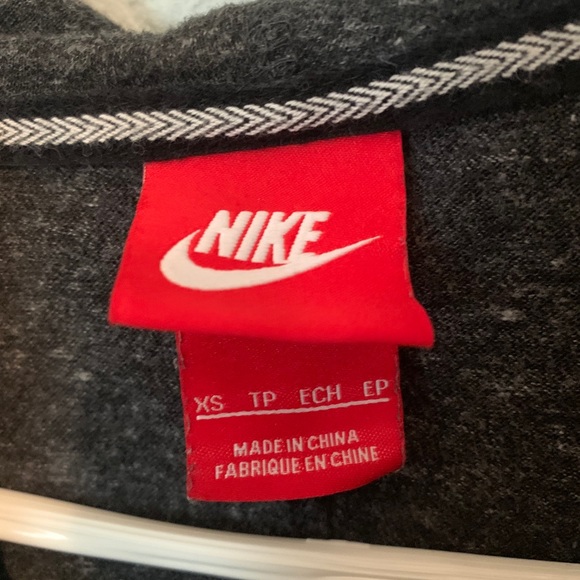 NIKE
XS TP ECH EP
MADE IN CHINA
FABRIQUE EN CHINE